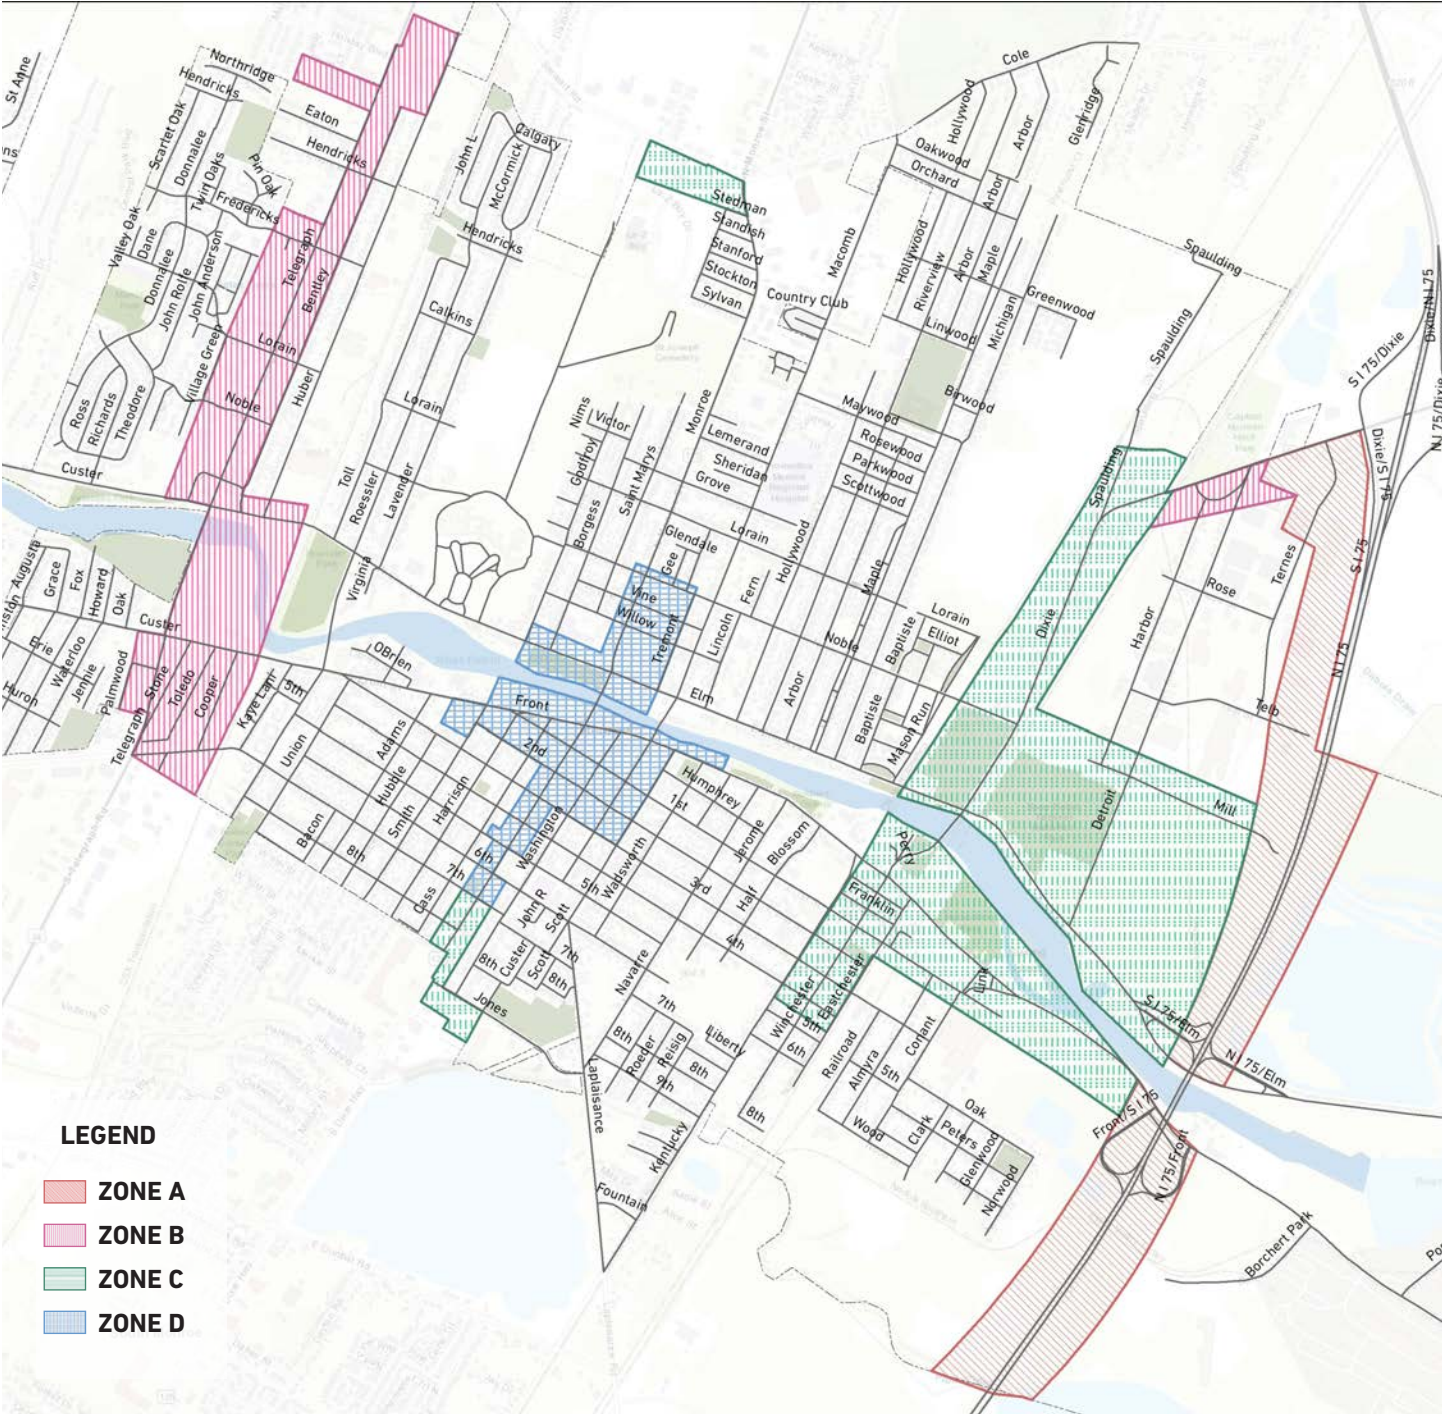 St Anne
Northridge
Hendricks
Cole
Scarlet Oak
Donnalee
Eaton
Hollywood
Arbor
Glenridge
Twin Oaks
Pin Oak
Hendricks
John L
McCormick
Calgary
Oakwood
Orchard
Arbor
Fredericks
Stedman
Standish
Stanford
Stockton
Sylvan
Valley Oak
Dane
Donnalee
John Rolfe
John Anderson
Telegraph
Bentley
Hendricks
Macomb
Hollywood
Riverview
Arbor
Maple
Spaulding
Country Club
Greenwood
Calkins
Linwood
Michigan
Spaulding
Dixie/N I 75
S I 75/Dixie
Village Green
Lorain
Huber
Noble
Lorain
Ross
Richards
Theodore
Nims
Victor
Monroe
Maywood
Birwood
N I 75/Dixie
Dixie/S I 75
Custer
Toll
Roessler
Lavender
Godfroy
Borgess
Saint Marys
Lemerand
Sheridan
Grove
Rosewood
Parkwood
Scottwood
Spaulding
Lorain
Glendale
Gee
Hollywood
Maple
Ternes
S I 75
Augusta
Grace
Fox
Howard
Oak
Virginia
Vine
Willow
Fern
Lorain
Elliot
Rose
Harbor
Dixie
Custer
Erie
Waterloo
Jennie
Huron
Palmwood
Stone
Toledo
Cooper
Telegraph
Kaye Lani
5th
OBrien
Tremont
Lincoln
Noble
Baptiste
N I 75
Front
Elm
Arbor
Baptiste
Mason Run
Telb
Union
Adams
2nd
Hubble
Smith
Harrison
Humphrey
1st
Mill
Detroit
Bacon
8th
6th
7th
Washington
Jerome
Blossom
Perry
Cass
5th
Wadsworth
3rd
Half
Franklin
John R
Scott
4th
Custer
8th
Scott
7th
8th
Navarre
Winchester
Eastchester
Link
Jones
7th
5th
6th
S I 75/Elm
8th
Roeder
Reisig
Liberty
8th
9th
Railroad
Almyra
Conant
5th
N I 75/Elm
Laplaisance
8th
Wood
Clark
Oak
Peters
Glenwood
Norwood
Front/S I 75
N I 75/Front
Kentucky
Fountain
Borchert Park
LEGEND
ZONE A
ZONE B
ZONE C
ZONE D